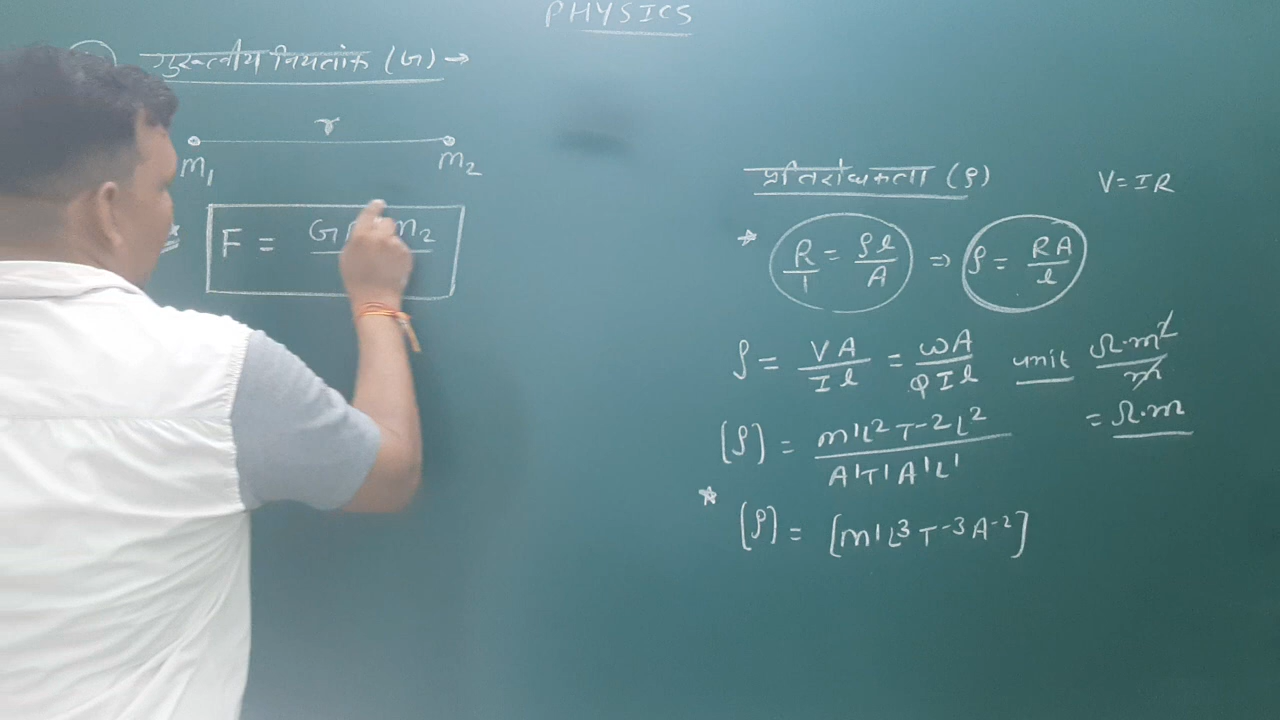 PHYSICS
गुरुत्वीय नियतांक (G) →
r
m1 m2
F = G m2
प्रतिरोधकता (ρ) V=IR
* R/1 = ρl/A ⇒ ρ = RA/l
ρ = VA/Il = WA/QIl unit Ω·m²/m
= Ω·m
[ρ] = M¹L²T⁻²L²/A¹T¹A¹L¹
* [ρ] = [M¹L³T⁻³A⁻²]